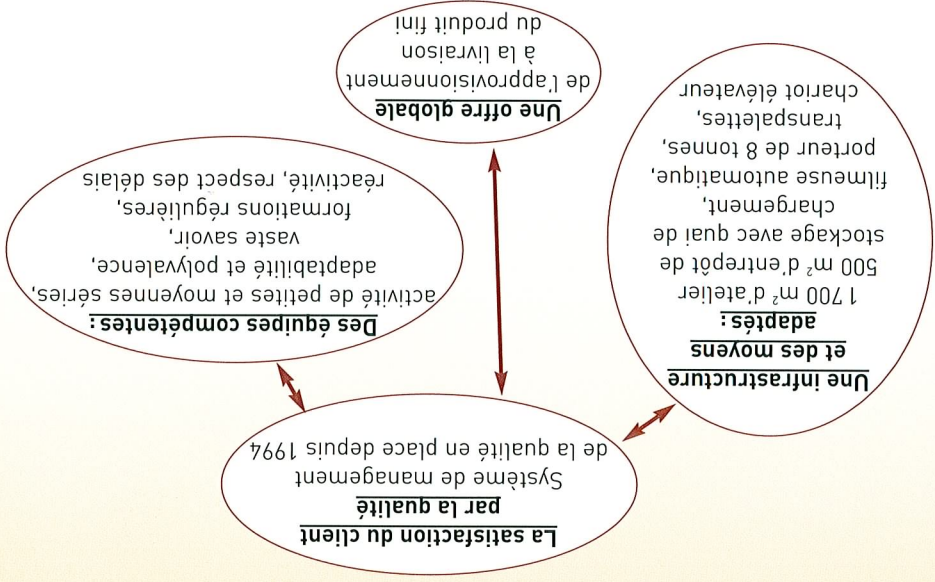 La satisfaction du client
par la qualité
Système de management
de la qualité en place depuis 1994
Une infrastructure
et des moyens
adaptés :
1 700 m² d'atelier
500 m² d'entrepôt de
stockage avec quai de
chargement,
filmeuse automatique,
porteur de 8 tonnes,
transpalettes,
chariot élévateur
Une offre globale
de l'approvisionnement
à la livraison
du produit fini
Des équipes compétentes :
activité de petites et moyennes séries,
adaptabilité et polyvalence,
vaste savoir,
formations régulières,
réactivité, respect des délais